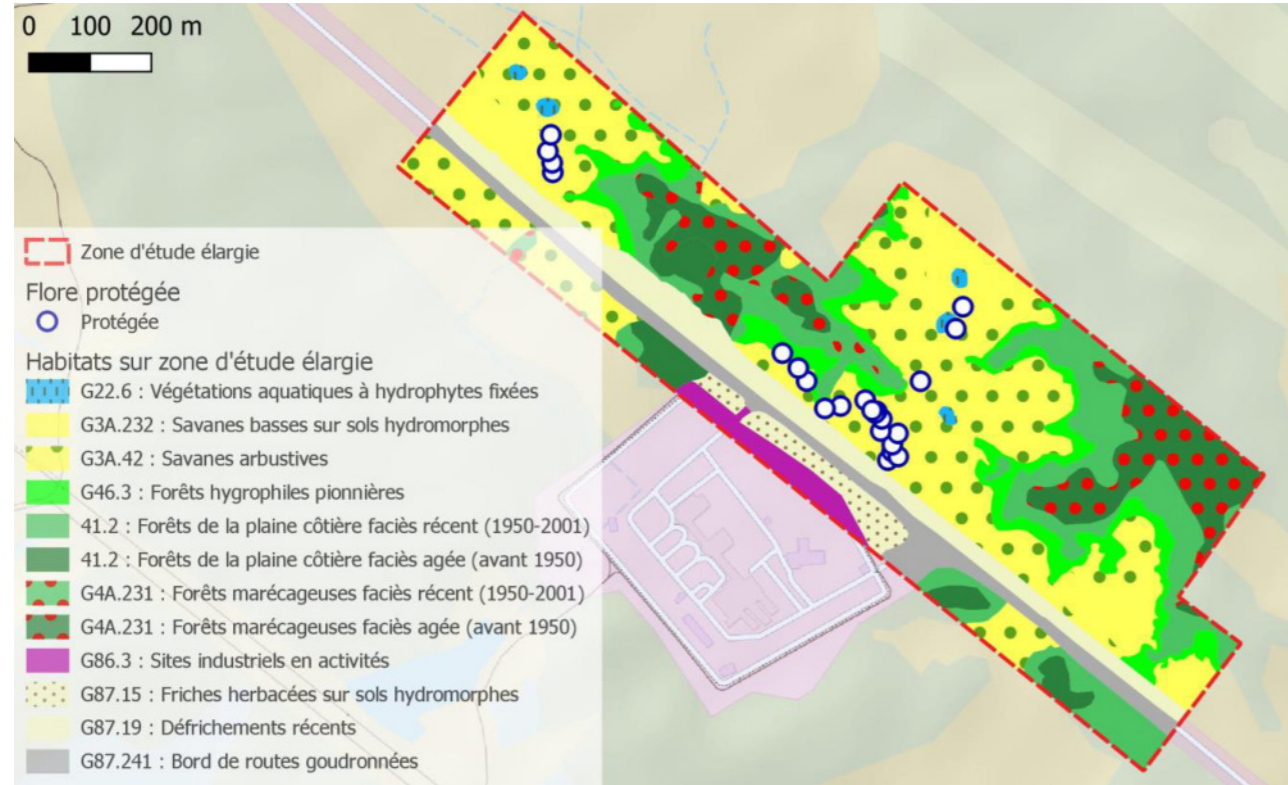 0 100 200 m
Zone d'étude élargie
Flore protégée
Protégée
Habitats sur zone d'étude élargie
G22.6 : Végétations aquatiques à hydrophytes fixées
G3A.232 : Savanes basses sur sols hydromorphes
G3A.42 : Savanes arbustives
G46.3 : Forêts hygrophiles pionnières
41.2 : Forêts de la plaine côtière faciès récent (1950-2001)
41.2 : Forêts de la plaine côtière faciès agée (avant 1950)
G4A.231 : Forêts marécageuses faciès récent (1950-2001)
G4A.231 : Forêts marécageuses faciès agée (avant 1950)
G86.3 : Sites industriels en activités
G87.15 : Friches herbacées sur sols hydromorphes
G87.19 : Défrichements récents
G87.241 : Bord de routes goudronnées